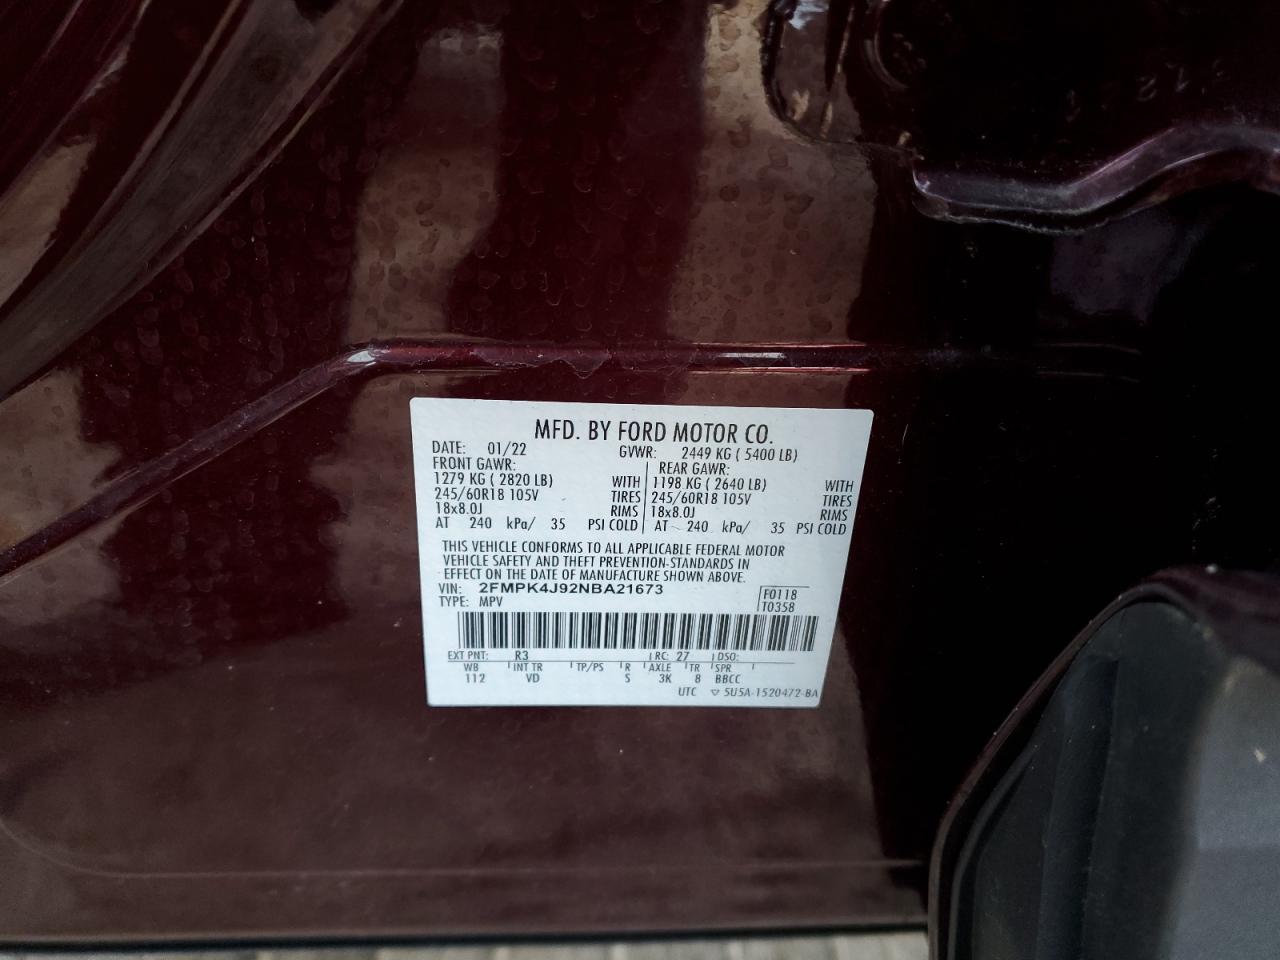 MFD. BY FORD MOTOR CO.
DATE: 01/22 GVWR: 2449 KG ( 5400 LB)
FRONT GAWR: REAR GAWR:
1279 KG ( 2820 LB) WITH 1198 KG ( 2640 LB) WITH
245/60R18 105V TIRES 245/60R18 105V TIRES
18x8.0J RIMS 18x8.0J RIMS
AT 240 kPa/ 35 PSI COLD AT 240 kPa/ 35 PSI COLD
THIS VEHICLE CONFORMS TO ALL APPLICABLE FEDERAL MOTOR
VEHICLE SAFETY AND THEFT PREVENTION-STANDARDS IN
EFFECT ON THE DATE OF MANUFACTURE SHOWN ABOVE.
VIN: 2FMPK4J92NBA21673 F0118
TYPE: MPV T0358
EXT PNT: R3 RC: 27 DSO:
WB INT TR TP/PS R AXLE TR SPR
112 VD S 3K 8 BBCC
UTC ▽ 5U5A-1520472-BA